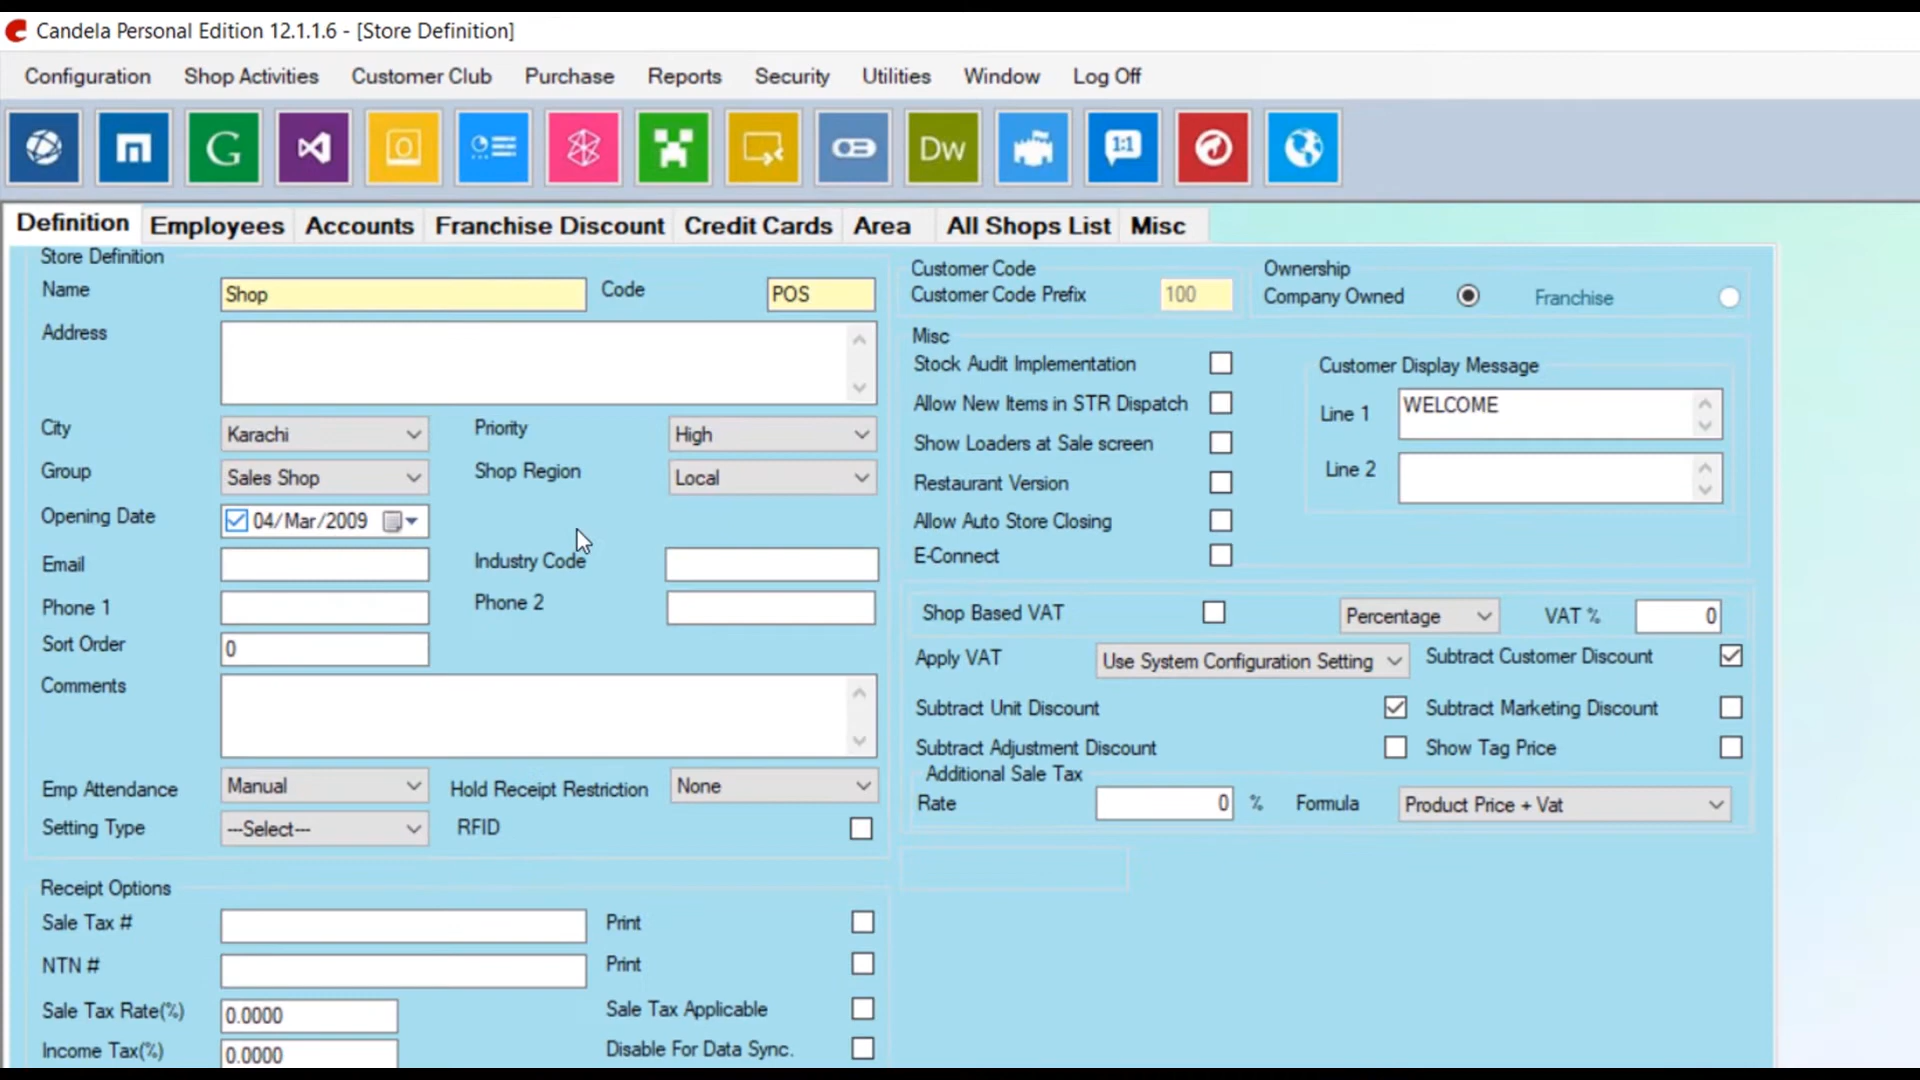 Candela Personal Edition 12.1.1.6 - [Store Definition]
Configuration Shop Activities Customer Club Purchase Reports Security Utilities Window Log Off
G O Dw 1:1
Definition Employees Accounts Franchise Discount Credit Cards Area All Shops List Misc
Store Definition
Name Shop Code POS
Address
City Karachi Priority High
Group Sales Shop Shop Region Local
Opening Date 04/Mar/2009
Email Industry Code
Phone 1 Phone 2
Sort Order 0
Comments
Emp Attendance Manual Hold Receipt Restriction None
Setting Type ---Select--- RFID
Receipt Options
Sale Tax # Print
NTN # Print
Sale Tax Rate(%) 0.0000 Sale Tax Applicable
Income Tax(%) 0.0000 Disable For Data Sync.
Customer Code
Customer Code Prefix 100
Ownership
Company Owned Franchise
Misc
Stock Audit Implementation
Allow New Items in STR Dispatch
Show Loaders at Sale screen
Restaurant Version
Allow Auto Store Closing
E-Connect
Customer Display Message
Line 1 WELCOME
Line 2
Shop Based VAT Percentage VAT % 0
Apply VAT Use System Configuration Setting Subtract Customer Discount
Subtract Unit Discount Subtract Marketing Discount
Subtract Adjustment Discount Show Tag Price
Additional Sale Tax
Rate 0 % Formula Product Price + Vat